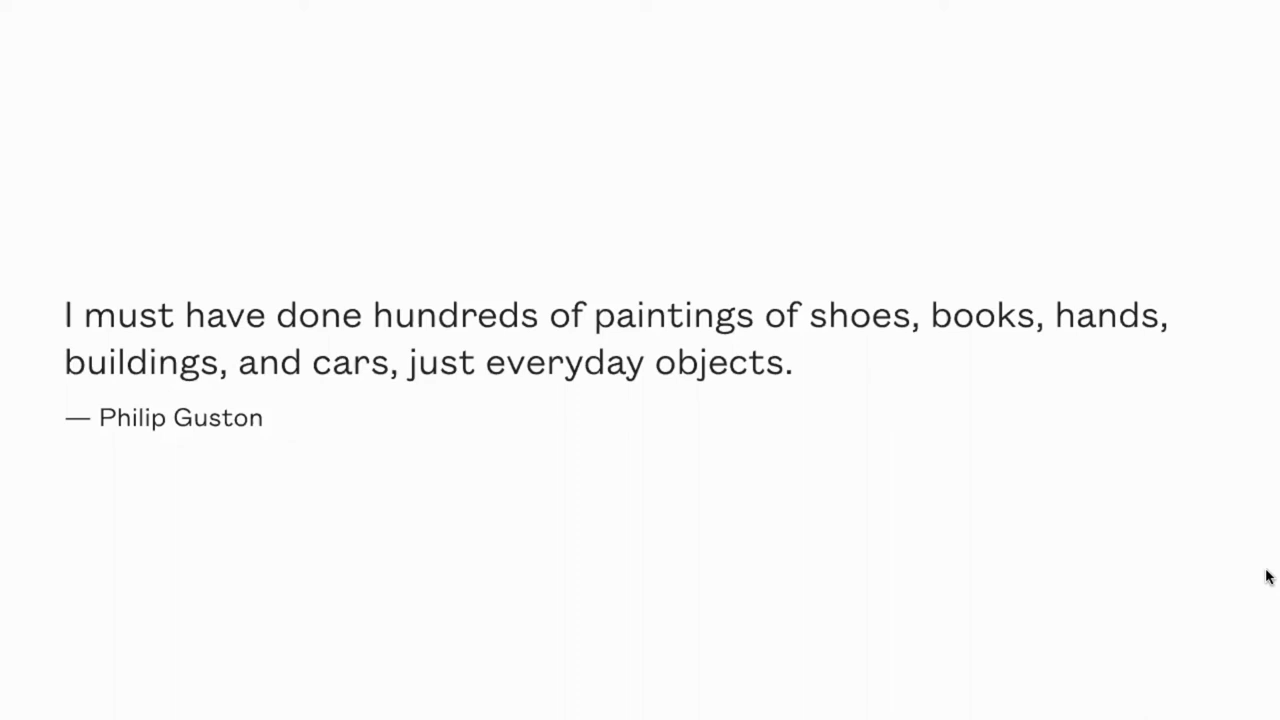 I must have done hundreds of paintings of shoes, books, hands,
buildings, and cars, just everyday objects.
— Philip Guston